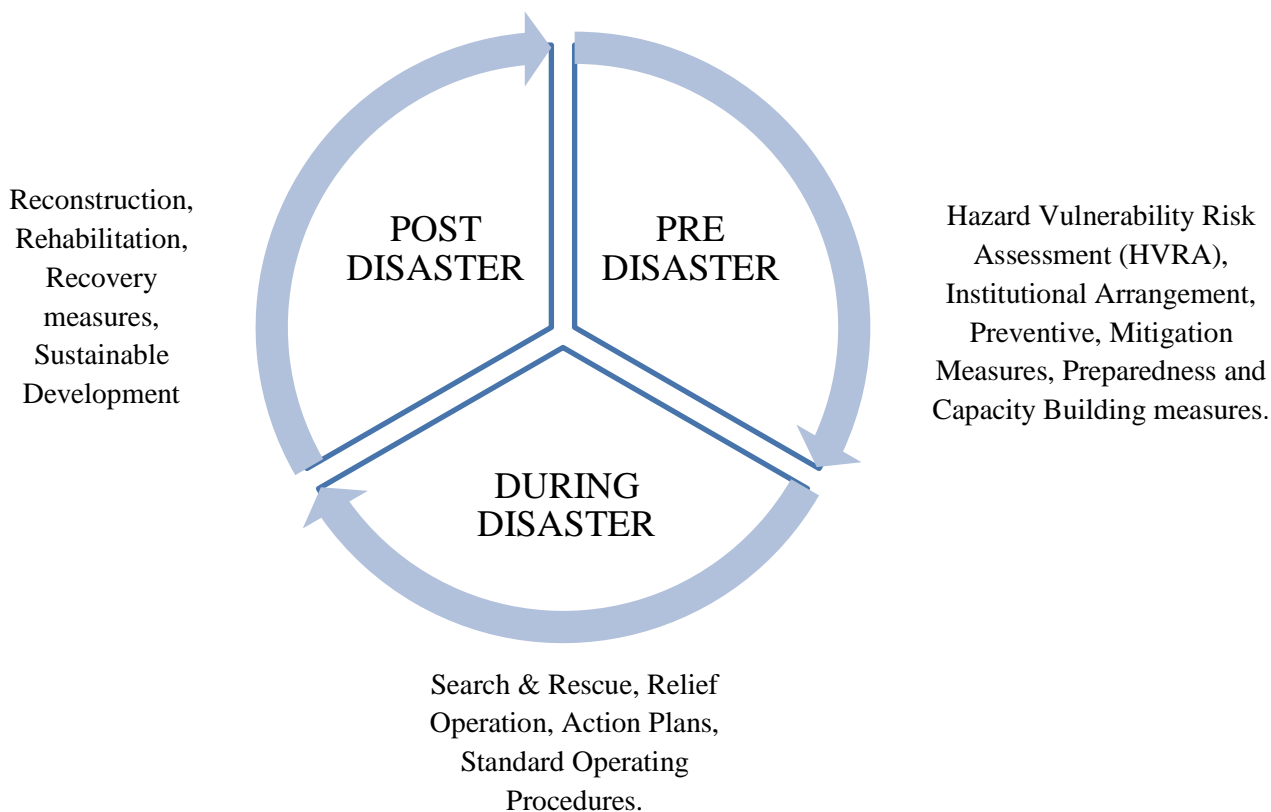 POST
DISASTER
PRE
DISASTER
DURING
DISASTER
Reconstruction,
Rehabilitation,
Recovery
measures,
Sustainable
Development
Hazard Vulnerability Risk
Assessment (HVRA),
Institutional Arrangement,
Preventive, Mitigation
Measures, Preparedness and
Capacity Building measures.
Search & Rescue, Relief
Operation, Action Plans,
Standard Operating
Procedures.